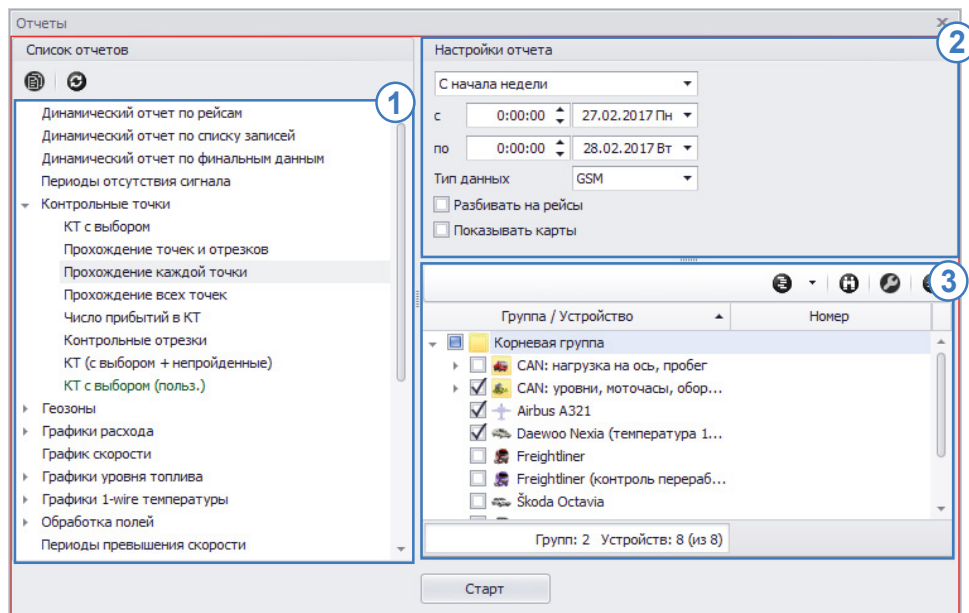 Отчеты
Список отчетов
1
Динамический отчет по рейсам
Динамический отчет по списку записей
Динамический отчет по финальным данным
Периоды отсутствия сигнала
Контрольные точки
КТ с выбором
Прохождение точек и отрезков
Прохождение каждой точки
Прохождение всех точек
Число прибытий в КТ
Контрольные отрезки
КТ (с выбором + непройденные)
КТ с выбором (польз.)
Геозоны
Графики расхода
График скорости
Графики уровня топлива
Графики 1-wire температуры
Обработка полей
Периоды превышения скорости
2
Настройки отчета
С начала недели
с 0:00:00 27.02.2017 Пн
по 0:00:00 28.02.2017 Вт
Тип данных GSM
Разбивать на рейсы
Показывать карты
3
Группа / Устройство Номер
Корневая группа
CAN: нагрузка на ось, пробег
CAN: уровни, моточасы, обор...
Airbus A321
Daewoo Nexia (температура 1...
Freightliner
Freightliner (контроль перераб...
Škoda Octavia
Групп: 2 Устройств: 8 (из 8)
Старт